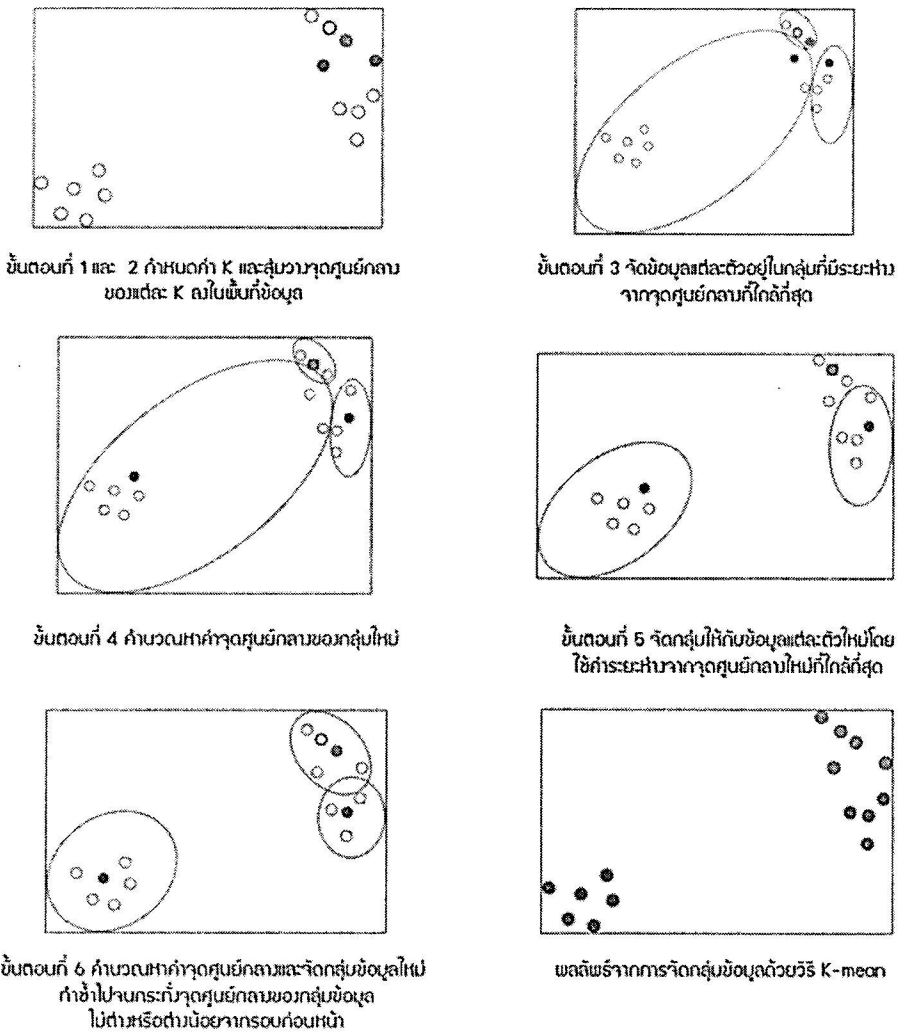 ขั้นตอนที่ 1 และ 2 กำหนดค่า K และสุ่มวางจุดศูนย์กลาง
ของแต่ละ K ลงในพื้นที่ข้อมูล
ขั้นตอนที่ 3 จัดข้อมูลแต่ละตัวอยู่ในกลุ่มที่มีระยะห่าง
จากจุดศูนย์กลางที่ใกล้ที่สุด
ขั้นตอนที่ 4 คำนวณหาค่าจุดศูนย์กลางของกลุ่มใหม่
ขั้นตอนที่ 5 จัดกลุ่มให้กับข้อมูลแต่ละตัวใหม่โดย
ใช้ค่าระยะห่างจากจุดศูนย์กลางใหม่ที่ใกล้ที่สุด
ขั้นตอนที่ 6 คำนวณหาค่าจุดศูนย์กลางและจัดกลุ่มข้อมูลใหม่
ทำซ้ำไปจนกระทั่งจุดศูนย์กลางของกลุ่มข้อมูล
ไม่ต่างหรือต่างน้อยจากรอบก่อนหน้า
ผลลัพธ์จากการจัดกลุ่มข้อมูลด้วยวิธี K-mean